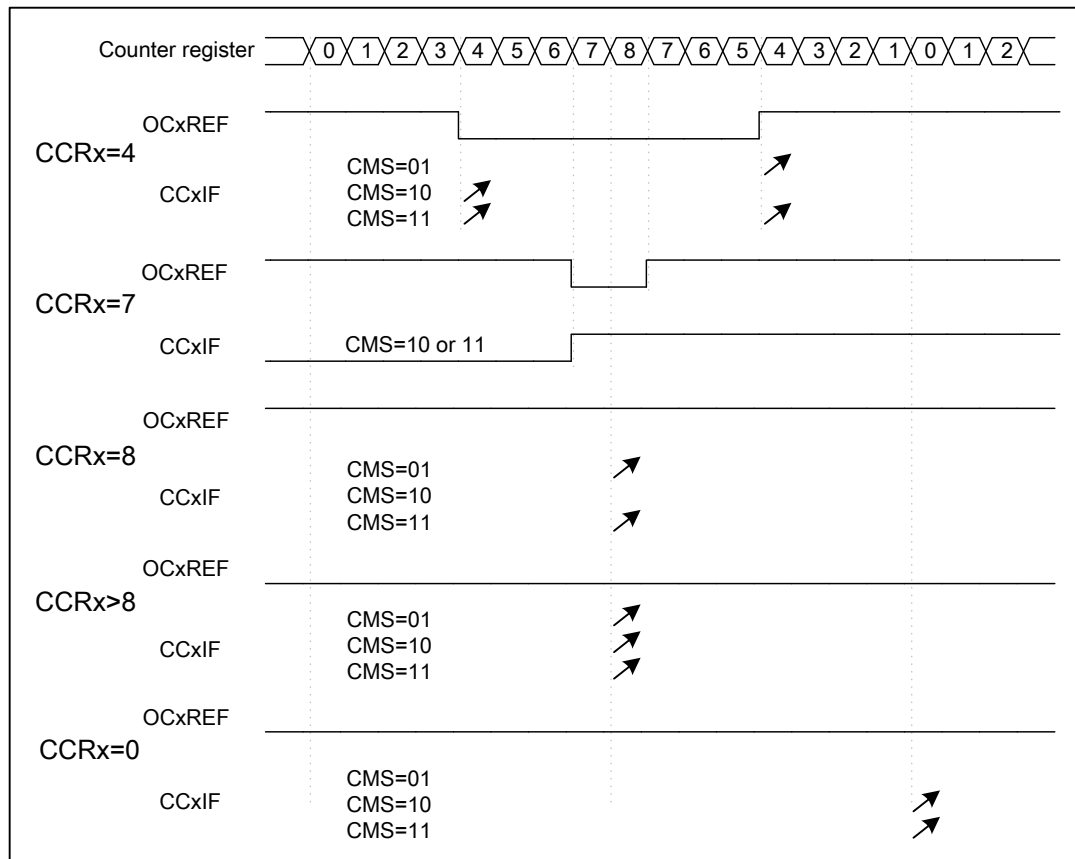 Counter register 0 1 2 3 4 5 6 7 8 7 6 5 4 3 2 1 0 1 2
OCxREF
CCRx=4
CMS=01
CCxIF CMS=10
CMS=11
OCxREF
CCRx=7
CCxIF CMS=10 or 11
OCxREF
CCRx=8
CMS=01
CCxIF CMS=10
CMS=11
OCxREF
CCRx>8
CMS=01
CCxIF CMS=10
CMS=11
OCxREF
CCRx=0
CMS=01
CCxIF CMS=10
CMS=11